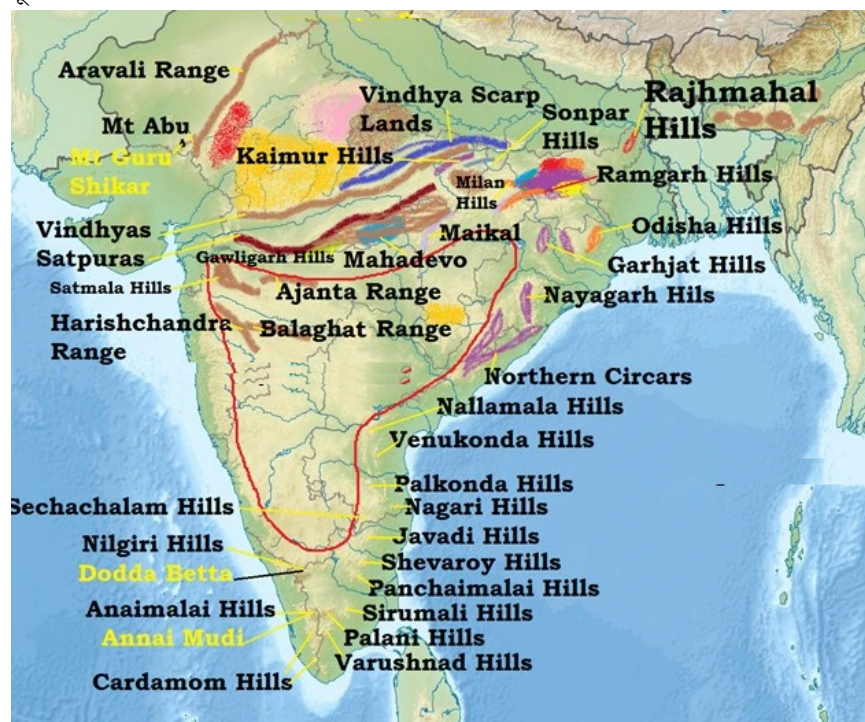 Aravali Range
Vindhya Scarp
Lands
Rajhmahal
Hills
Sonpar
Hills
Mt Abu
Mt Guru
Shikar
Kaimur Hills
Milan
Hills
Ramgarh Hills
Vindhyas
Satpuras
Maikal
Odisha Hills
Gawligarh Hills
Mahadevo
Garhjat Hills
Satmala Hills
Ajanta Range
Nayagarh Hils
Harishchandra
Range
Balaghat Range
Northern Circars
Nallamala Hills
Venukonda Hills
Palkonda Hills
Sechachalam Hills
Nagari Hills
Javadi Hills
Nilgiri Hills
Shevaroy Hills
Dodda Betta
Panchaimalai Hills
Anaimalai Hills
Sirumali Hills
Annai Mudi
Palani Hills
Varushnad Hills
Cardamom Hills